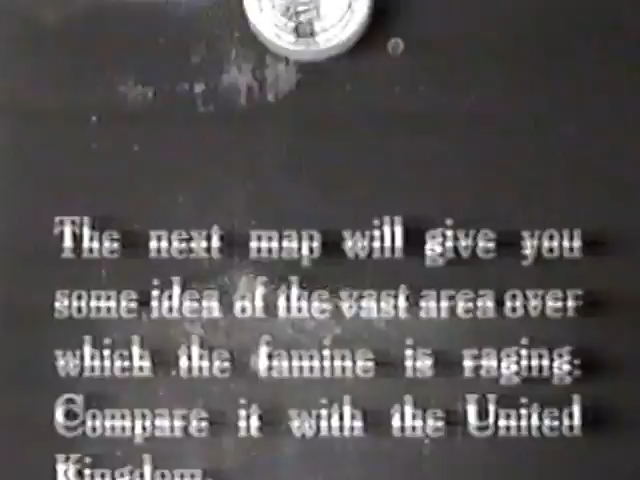 The next map will give you
some idea of the vast area over
which the famine is raging.
Compare it with the United
Kingdom.